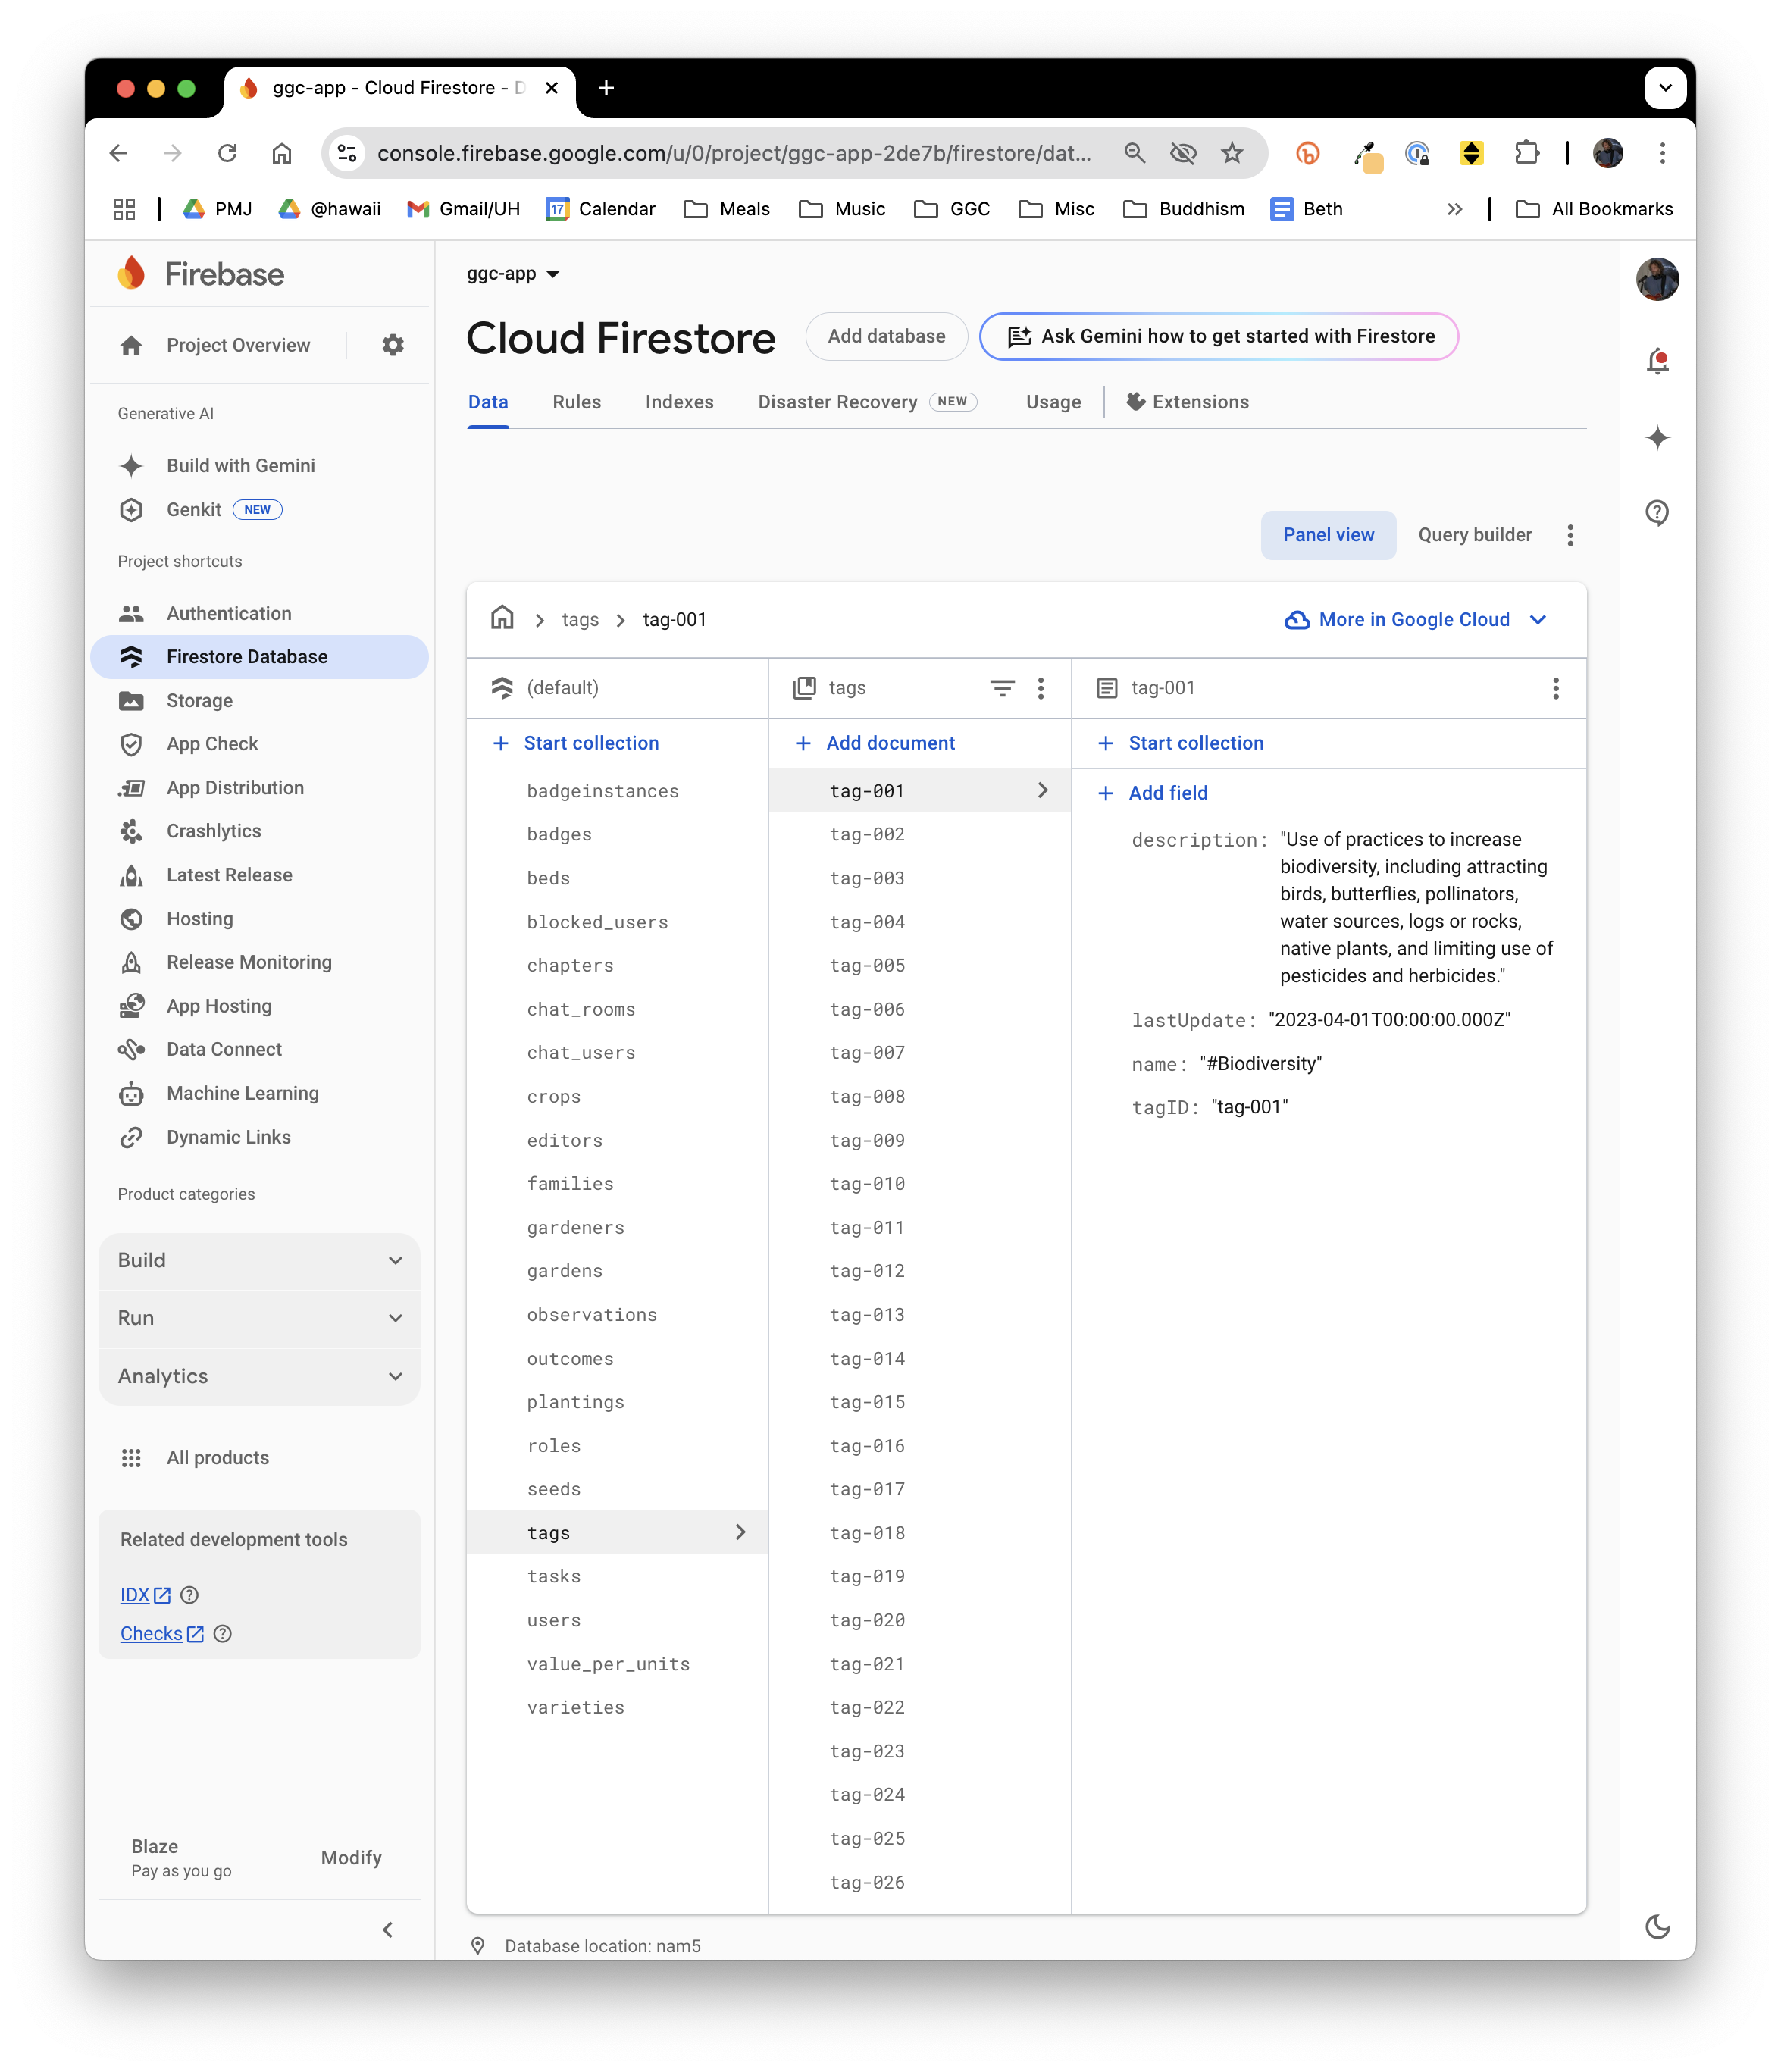 ggc-app - Cloud Firestore - D
console.firebase.google.com/u/0/project/ggc-app-2de7b/firestore/dat...
PMJ
@hawaii
Gmail/UH
17
Calendar
Meals
Music
GGC
Misc
Buddhism
Beth
All Bookmarks
Firebase
Project Overview
Generative AI
Build with Gemini
Genkit NEW
Project shortcuts
Authentication
Firestore Database
Storage
App Check
App Distribution
Crashlytics
Latest Release
Hosting
Release Monitoring
App Hosting
Data Connect
Machine Learning
Dynamic Links
Product categories
Build
Run
Analytics
All products
Related development tools
IDX
Checks
Blaze
Pay as you go
Modify
ggc-app
Cloud Firestore
Add database
Ask Gemini how to get started with Firestore
Data
Rules
Indexes
Disaster Recovery NEW
Usage
Extensions
Panel view
Query builder
tags
tag-001
More in Google Cloud
(default)
Start collection
badgeinstances
badges
beds
blocked_users
chapters
chat_rooms
chat_users
crops
editors
families
gardeners
gardens
observations
outcomes
plantings
roles
seeds
tags
tasks
users
value_per_units
varieties
tags
Add document
tag-001
tag-002
tag-003
tag-004
tag-005
tag-006
tag-007
tag-008
tag-009
tag-010
tag-011
tag-012
tag-013
tag-014
tag-015
tag-016
tag-017
tag-018
tag-019
tag-020
tag-021
tag-022
tag-023
tag-024
tag-025
tag-026
tag-001
Start collection
Add field
description: "Use of practices to increase
biodiversity, including attracting
birds, butterflies, pollinators,
water sources, logs or rocks,
native plants, and limiting use of
pesticides and herbicides."
lastUpdate: "2023-04-01T00:00:00.000Z"
name: "#Biodiversity"
tagID: "tag-001"
Database location: nam5